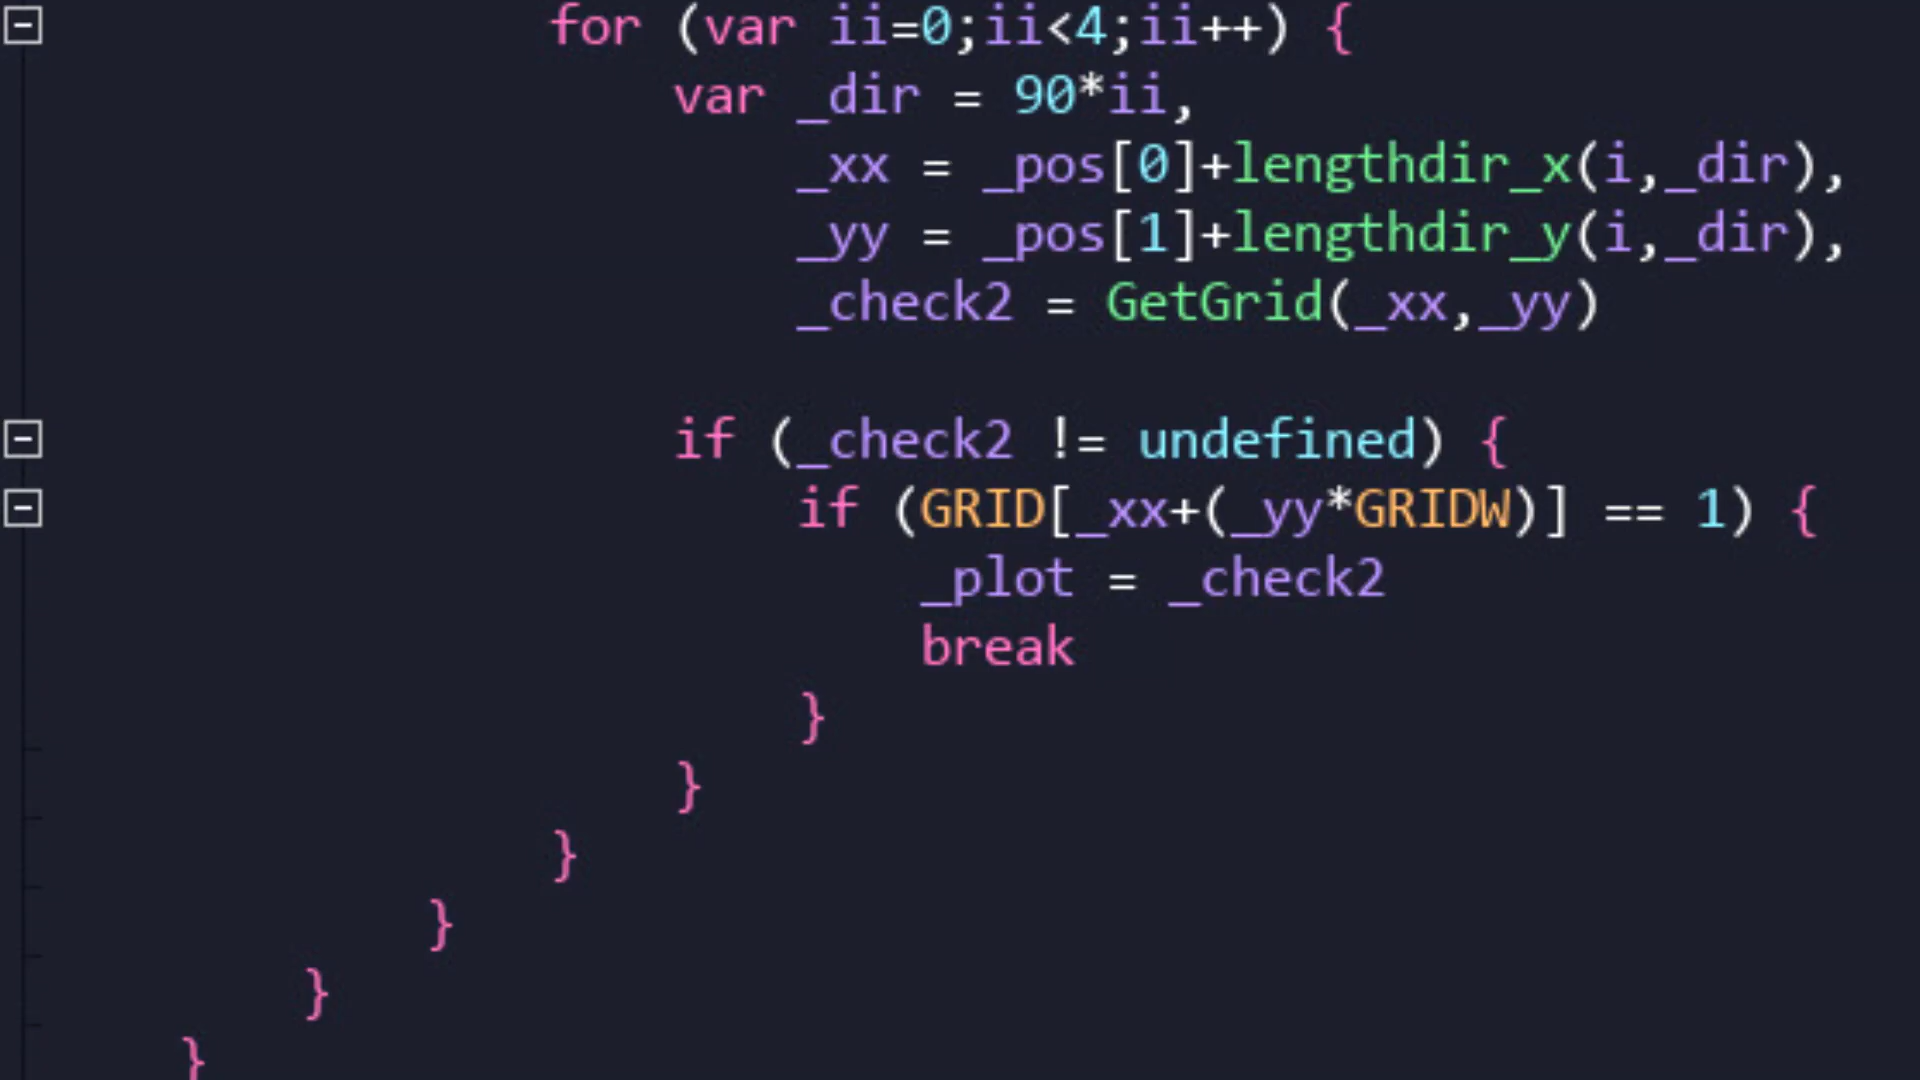 for (var ii=0;ii<4;ii++) {
var _dir = 90*ii,
_xx = _pos[0]+lengthdir_x(i,_dir),
_yy = _pos[1]+lengthdir_y(i,_dir),
_check2 = GetGrid(_xx,_yy)
if (_check2 != undefined) {
if (GRID[_xx+(_yy*GRIDW)] == 1) {
_plot = _check2
break
}
}
}
}
}
}